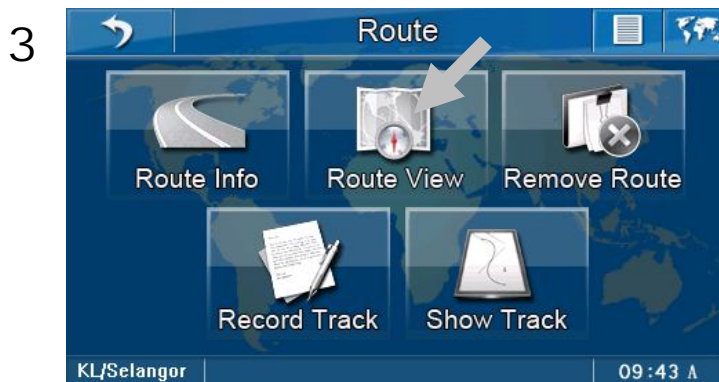 3
Route
Route Info
Route View
Remove Route
Record Track
Show Track
KL/Selangor
09:43 A